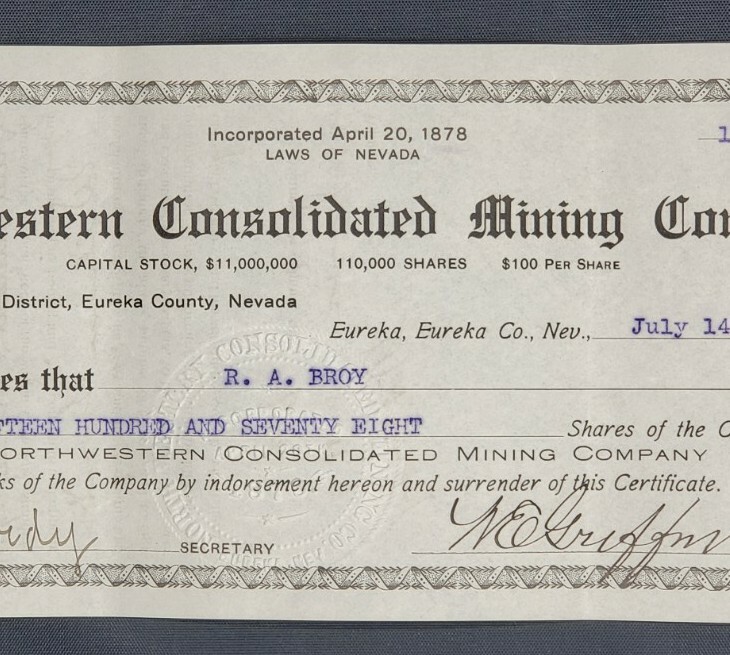 Incorporated April 20, 1878
LAWS OF NEVADA
estern Consolidated Mining Co
CAPITAL STOCK, $11,000,000 110,000 SHARES $100 PER SHARE
District, Eureka County, Nevada
Eureka, Eureka Co., Nev., July 14
es that R. A. BROY
TEEN HUNDRED AND SEVENTY EIGHT Shares of the C
ORTHWESTERN CONSOLIDATED MINING COMPANY
ks of the Company by indorsement hereon and surrender of this Certificate.
SECRETARY